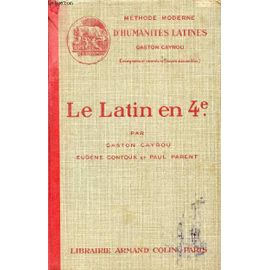 MÉTHODE MODERNE
D'HUMANITÉS LATINES
GASTON CAYROU
Le Latin en 4e.
PAR
GASTON CAYROU
EUGÈNE CONTOUX et PAUL PARENT
LIBRAIRIE ARMAND COLIN, PARIS